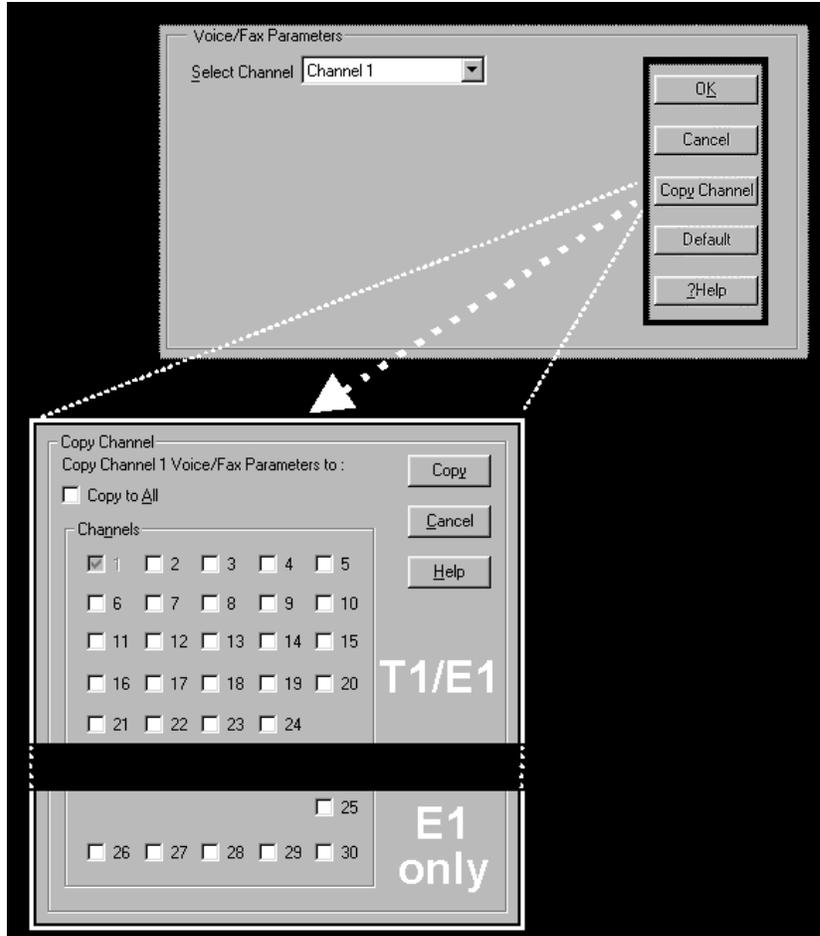 Voice/Fax Parameters
Select Channel Channel 1
OK
Cancel
Copy Channel
Default
?Help
Copy Channel
Copy Channel 1 Voice/Fax Parameters to :
Copy to All
Copy
Cancel
Help
Channels
1 2 3 4 5
6 7 8 9 10
11 12 13 14 15
16 17 18 19 20
21 22 23 24
T1/E1
25
26 27 28 29 30
E1
only